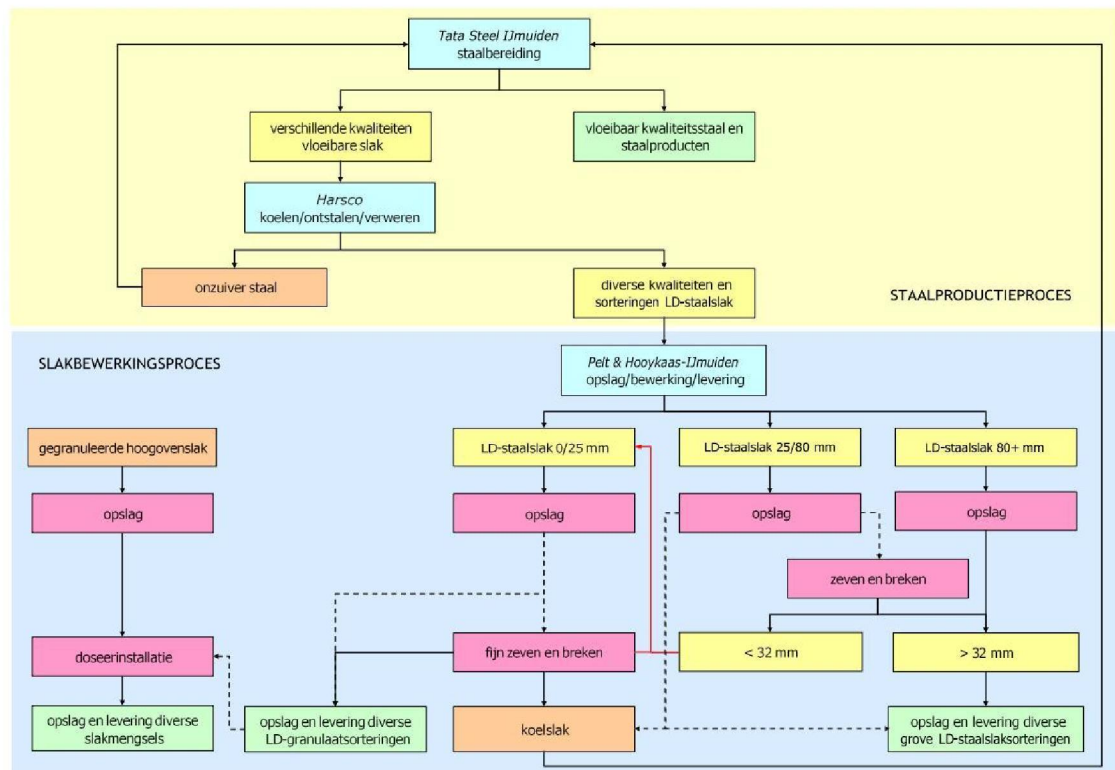 Tata Steel IJmuiden
staalbereiding
verschillende kwaliteiten
vloeibare slak
vloeibaar kwaliteitsstaal en
staalproducten
Harsco
koelen/ontstalen/verweren
onzuiver staal
diverse kwaliteiten en
sorteringen LD-staalslak
STAALPRODUCTIEPROCES
SLAKBEWERKINGSPROCES
Pelt & Hooykaas-IJmuiden
opslag/bewerking/levering
gegranuleerde hoogovenslak
LD-staalslak 0/25 mm
LD-staalslak 25/80 mm
LD-staalslak 80+ mm
opslag
opslag
opslag
opslag
zeven en breken
doseerinstallatie
fijn zeven en breken
< 32 mm
> 32 mm
opslag en levering diverse
slakmengsels
opslag en levering diverse
LD-granulaatsorteringen
koelslak
opslag en levering diverse
grove LD-staalslaksorteringen